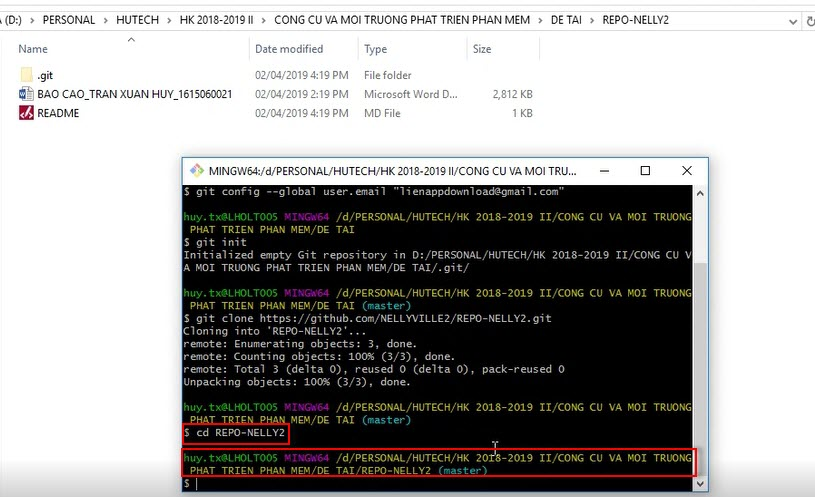 (D:) > PERSONAL > HUTECH > HK 2018-2019 II > CONG CU VA MOI TRUONG PHAT TRIEN PHAN MEM > DE TAI > REPO-NELLY2
Name Date modified Type Size
.git 02/04/2019 4:19 PM File folder
BAO CAO_TRAN XUAN HUY_1615060021 02/04/2019 2:19 PM Microsoft Word D... 2,812 KB
README 02/04/2019 4:19 PM MD File 1 KB
MINGW64:/d/PERSONAL/HUTECH/HK 2018-2019 II/CONG CU VA MOI TRU...
$ git config --global user.email "lienappdownload@gmail.com"
huy.tx@LHOLT005 MINGW64 /d/PERSONAL/HUTECH/HK 2018-2019 II/CONG CU VA MOI TRUONG
PHAT TRIEN PHAN MEM/DE TAI
$ git init
Initialized empty Git repository in D:/PERSONAL/HUTECH/HK 2018-2019 II/CONG CU V
A MOI TRUONG PHAT TRIEN PHAN MEM/DE TAI/.git/
huy.tx@LHOLT005 MINGW64 /d/PERSONAL/HUTECH/HK 2018-2019 II/CONG CU VA MOI TRUONG
PHAT TRIEN PHAN MEM/DE TAI (master)
$ git clone https://github.com/NELLYVILLE2/REPO-NELLY2.git
Cloning into 'REPO-NELLY2'...
remote: Enumerating objects: 3, done.
remote: Counting objects: 100% (3/3), done.
remote: Total 3 (delta 0), reused 0 (delta 0), pack-reused 0
Unpacking objects: 100% (3/3), done.
huy.tx@LHOLT005 MINGW64 /d/PERSONAL/HUTECH/HK 2018-2019 II/CONG CU VA MOI TRUONG
PHAT TRIEN PHAN MEM/DE TAI (master)
$ cd REPO-NELLY2
huy.tx@LHOLT005 MINGW64 /d/PERSONAL/HUTECH/HK 2018-2019 II/CONG CU VA MOI TRUONG
PHAT TRIEN PHAN MEM/DE TAI/REPO-NELLY2 (master)
$